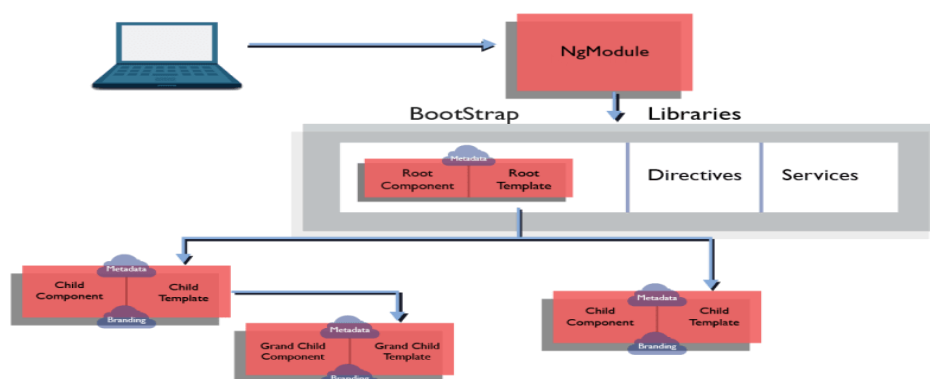 NgModule
BootStrap
Libraries
Metadata
Root
Component
Root
Template
Directives
Services
Metadata
Child
Component
Child
Template
Branding
Metadata
Grand Child
Component
Grand Child
Template
Branding
Metadata
Child
Component
Child
Template
Branding